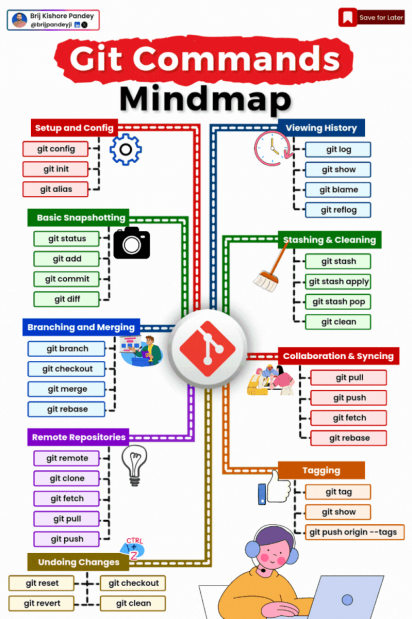 Brij Kishore Pandey
@brijpandeyji
Save for Later
Git Commands
Mindmap
Setup and Config
git config
git init
git alias
Basic Snapshotting
git status
git add
git commit
git diff
Branching and Merging
git branch
git checkout
git merge
git rebase
Remote Repositories
git remote
git clone
git fetch
git pull
git push
CTRL
+
Z
Undoing Changes
git reset
git checkout
git revert
git clean
Viewing History
git log
git show
git blame
git reflog
Stashing & Cleaning
git stash
git stash apply
git stash pop
git clean
Collaboration & Syncing
git pull
git push
git fetch
git rebase
Tagging
git tag
git show
git push origin --tags